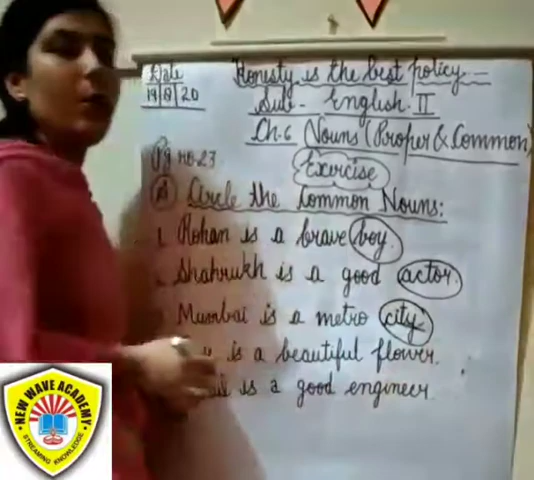 Date
19/8/20
Honesty is the best policy
Sub- English-II
Ch.6 Nouns (Proper & Common)
Pg no.23
Exercise
Circle the Common Nouns:
1. Rohan is a brave boy.
Shahrukh is a good actor.
Mumbai is a metro city.
is a beautiful flower.
is a good engineer.
NEW WAVE ACADEMY
STREAMING KNOWLEDGE